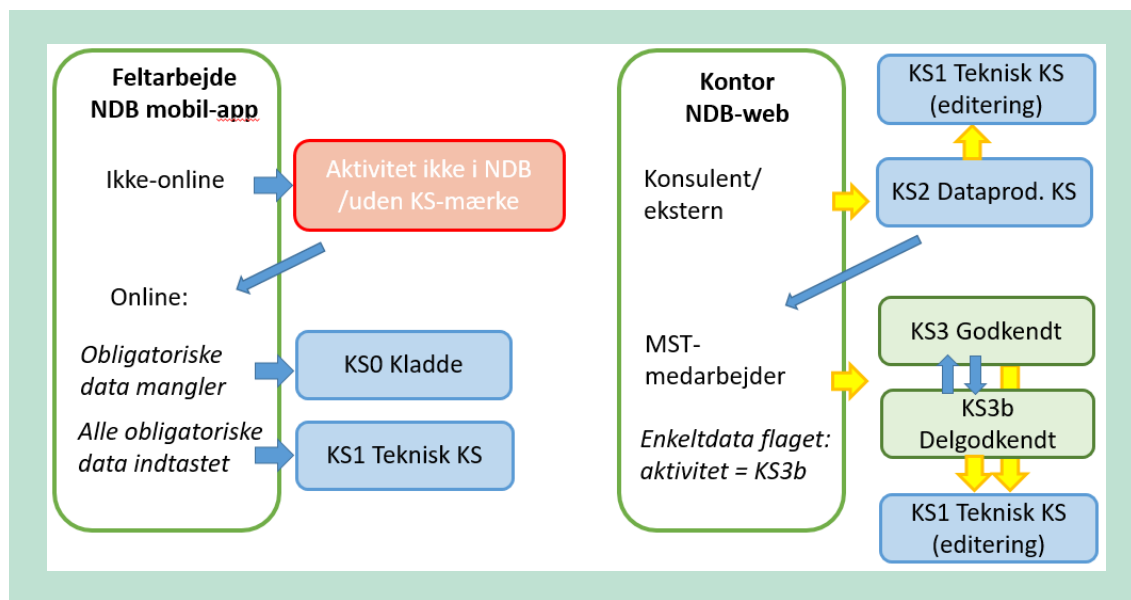 Feltarbejde
NDB mobil-app
Ikke-online
Aktivitet ikke i NDB
/uden KS-mærke
Online:
Obligatoriske
data mangler
KS0 Kladde
Alle obligatoriske
data indtastet
KS1 Teknisk KS
Kontor
NDB-web
KS1 Teknisk KS
(editering)
Konsulent/
ekstern
KS2 Dataprod. KS
MST-
medarbejder
KS3 Godkendt
KS3b
Delgodkendt
Enkeltdata flaget:
aktivitet = KS3b
KS1 Teknisk KS
(editering)